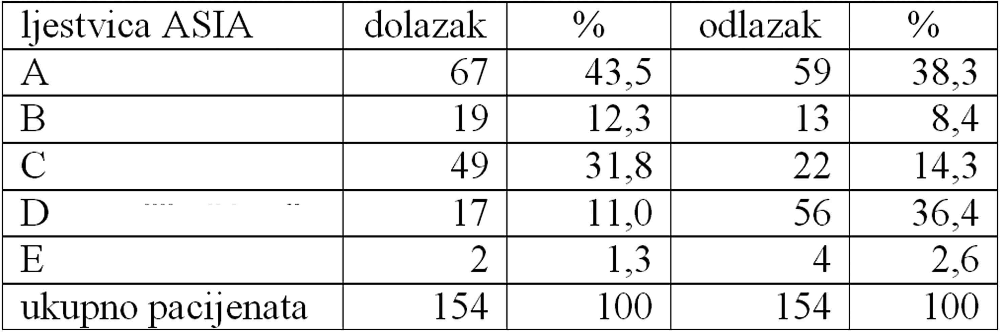 ljestvica ASIA dolazak % odlazak %
A 67 43,5 59 38,3
B 19 12,3 13 8,4
C 49 31,8 22 14,3
D 17 11,0 56 36,4
E 2 1,3 4 2,6
ukupno pacijenata 154 100 154 100